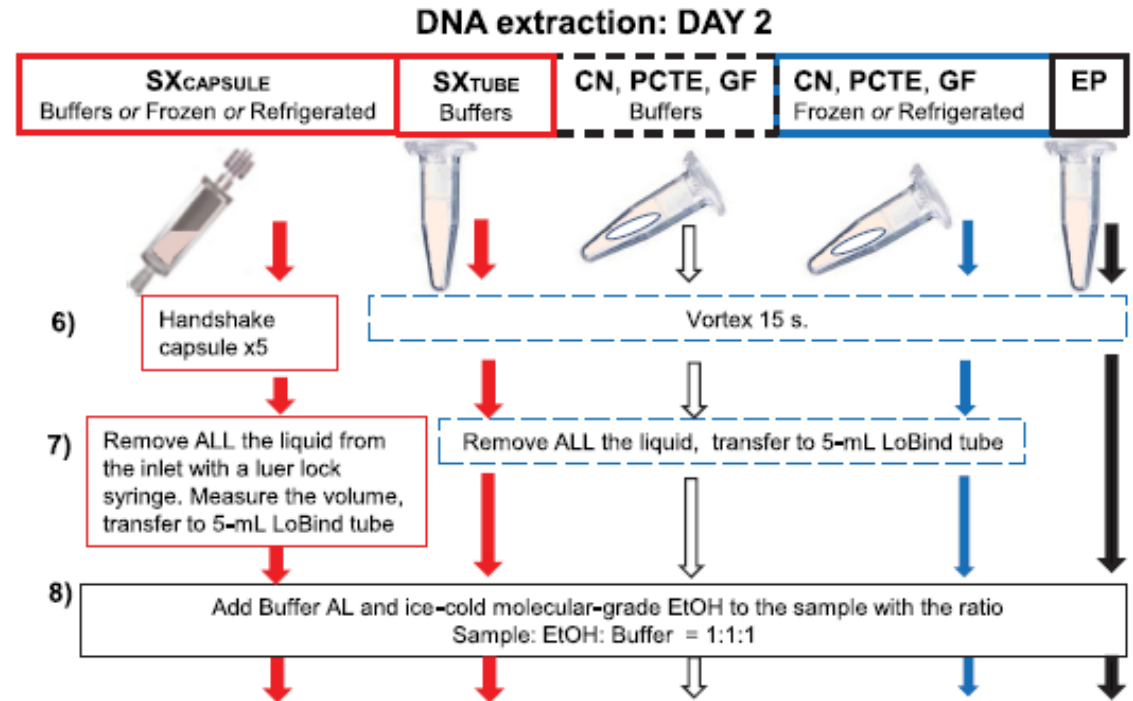 DNA extraction: DAY 2
SXCAPSULE
Buffers or Frozen or Refrigerated
SXTUBE
Buffers
CN, PCTE, GF
Buffers
CN, PCTE, GF
Frozen or Refrigerated
EP
6)
Handshake
capsule x5
Vortex 15 s.
7)
Remove ALL the liquid from
the inlet with a luer lock
syringe. Measure the volume,
transfer to 5-mL LoBind tube
Remove ALL the liquid, transfer to 5-mL LoBind tube
8)
Add Buffer AL and ice-cold molecular-grade EtOH to the sample with the ratio
Sample: EtOH: Buffer = 1:1:1